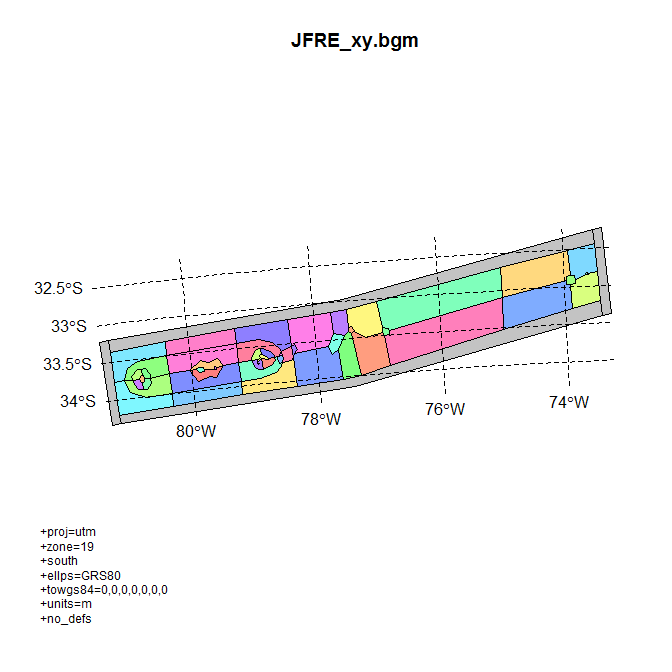 JFRE_xy.bgm
32.5°S
33°S
33.5°S
34°S
80°W
78°W
76°W
74°W
+proj=utm
+zone=19
+south
+ellps=GRS80
+towgs84=0,0,0,0,0,0,0
+units=m
+no_defs